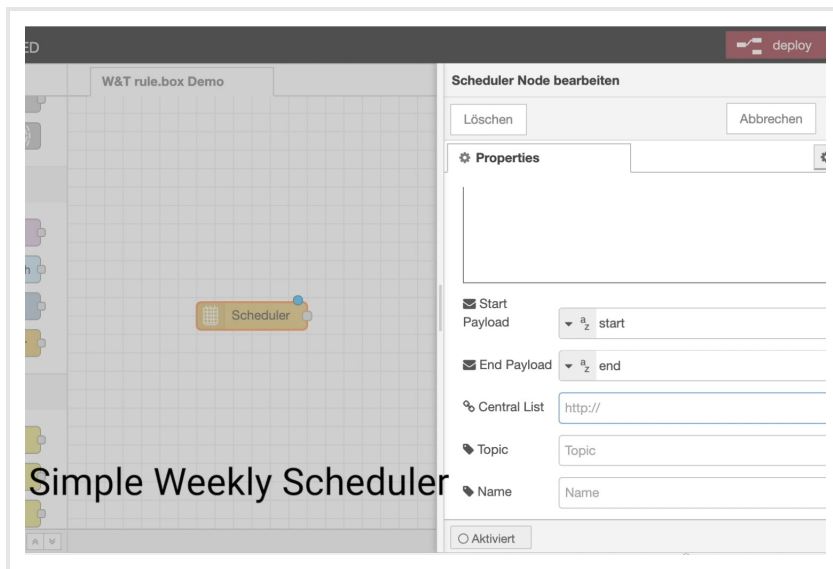 ED
deploy
W&T rule.box Demo
Scheduler Node bearbeiten
Löschen
Abbrechen
Properties
h
Scheduler
Start
Payload
a z start
End Payload
a z end
Central List
http://
Topic
Topic
Simple Weekly Scheduler
Name
Name
Aktiviert